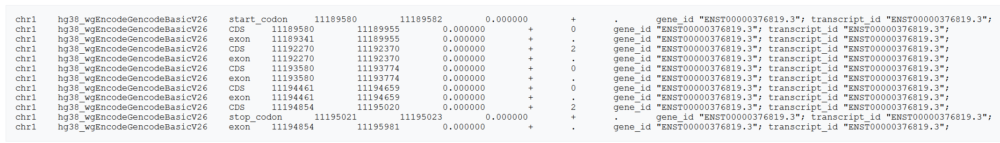 chr1 hg38_wgEncodeGencodeBasicV26 start_codon 11189580 11189582 0.000000 + . gene_id "ENST00000376819.3"; transcript_id "ENST00000376819.3";
chr1 hg38_wgEncodeGencodeBasicV26 CDS 11189580 11189955 0.000000 + 0 gene_id "ENST00000376819.3"; transcript_id "ENST00000376819.3";
chr1 hg38_wgEncodeGencodeBasicV26 exon 11189341 11189955 0.000000 + . gene_id "ENST00000376819.3"; transcript_id "ENST00000376819.3";
chr1 hg38_wgEncodeGencodeBasicV26 CDS 11192270 11192370 0.000000 + 2 gene_id "ENST00000376819.3"; transcript_id "ENST00000376819.3";
chr1 hg38_wgEncodeGencodeBasicV26 exon 11192270 11192370 0.000000 + . gene_id "ENST00000376819.3"; transcript_id "ENST00000376819.3";
chr1 hg38_wgEncodeGencodeBasicV26 CDS 11193580 11193774 0.000000 + 0 gene_id "ENST00000376819.3"; transcript_id "ENST00000376819.3";
chr1 hg38_wgEncodeGencodeBasicV26 exon 11193580 11193774 0.000000 + . gene_id "ENST00000376819.3"; transcript_id "ENST00000376819.3";
chr1 hg38_wgEncodeGencodeBasicV26 CDS 11194461 11194659 0.000000 + 0 gene_id "ENST00000376819.3"; transcript_id "ENST00000376819.3";
chr1 hg38_wgEncodeGencodeBasicV26 exon 11194461 11194659 0.000000 + . gene_id "ENST00000376819.3"; transcript_id "ENST00000376819.3";
chr1 hg38_wgEncodeGencodeBasicV26 CDS 11194854 11195020 0.000000 + 2 gene_id "ENST00000376819.3"; transcript_id "ENST00000376819.3";
chr1 hg38_wgEncodeGencodeBasicV26 stop_codon 11195021 11195023 0.000000 + . gene_id "ENST00000376819.3"; transcript_id "ENST00000376819.3";
chr1 hg38_wgEncodeGencodeBasicV26 exon 11194854 11195981 0.000000 + . gene_id "ENST00000376819.3"; transcript_id "ENST00000376819.3";